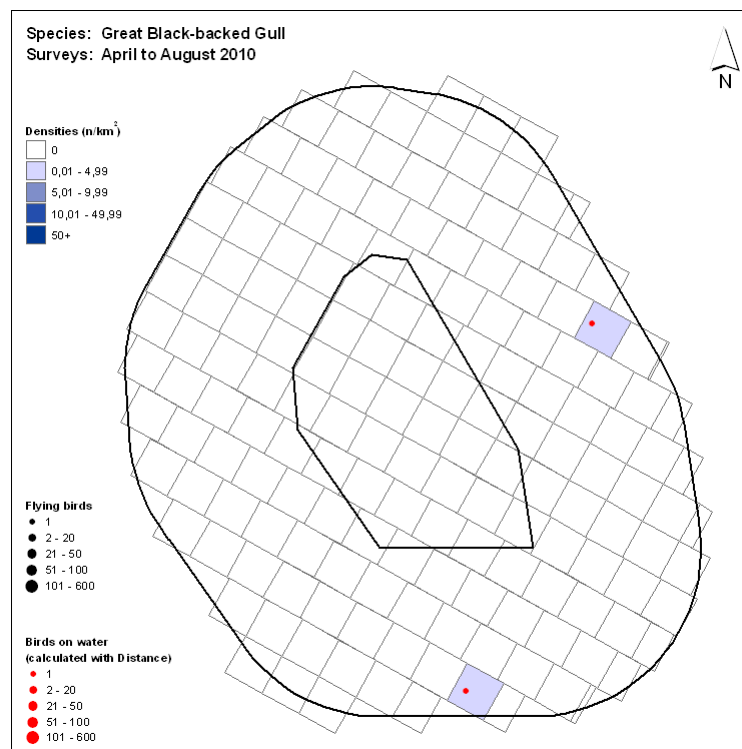 Species: Great Black-backed Gull
Surveys: April to August 2010
N
Densities (n/km²)
0
0,01 - 4,99
5,01 - 9,99
10,01 - 49,99
50+
Flying birds
1
2 - 20
21 - 50
51 - 100
101 - 600
Birds on water
(calculated with Distance)
1
2 - 20
21 - 50
51 - 100
101 - 600